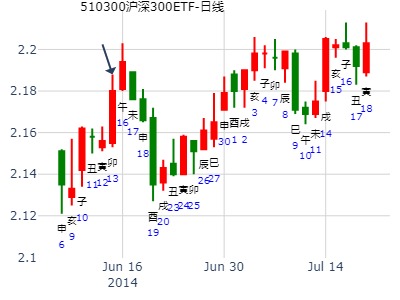 510300沪深300ETF-日线
2.2
2.18
2.16
2.14
2.12
2.1
申
6
亥
9
子
10
丑
11
寅
12
卯
13
午
16
未
17
申
18
酉
19
戌
20
丑
23
寅
24
卯
25
辰
26
巳
27
申
30
酉
1
戌
2
亥
3
子
4
卯
7
辰
8
巳
9
午
10
未
11
戌
14
亥
15
子
16
丑
17
寅
18
Jun 16
2014
Jun 30
Jul 14